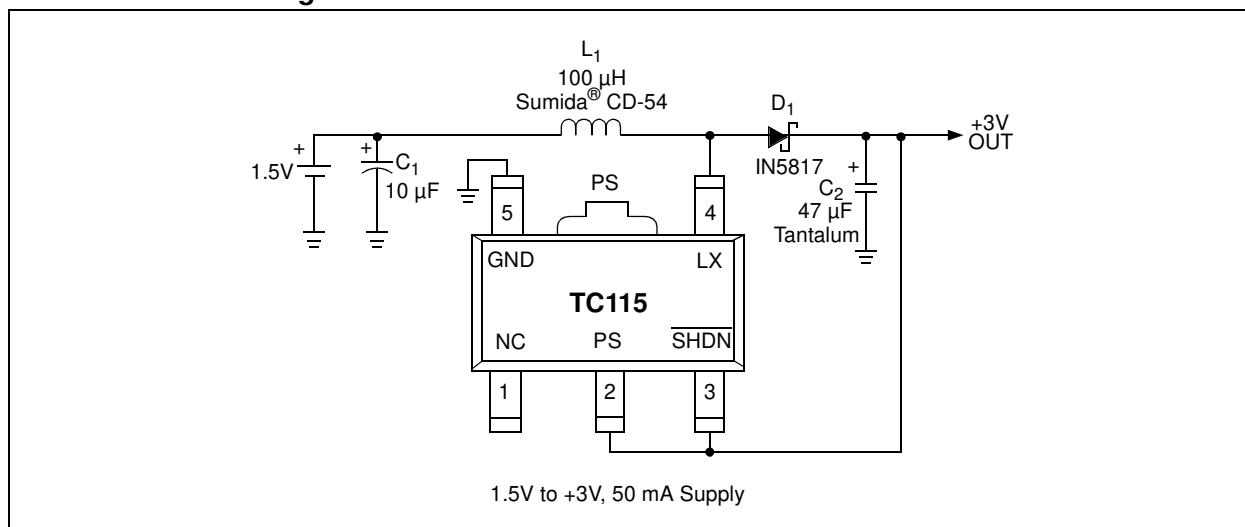 L1
100 µH
Sumida® CD-54
D1
+3V
OUT
+
1.5V
+
C1
10 µF
IN5817
+
C2
47 µF
Tantalum
PS
5
4
GND
LX
TC115
NC
PS
SHDN
1
2
3
1.5V to +3V, 50 mA Supply